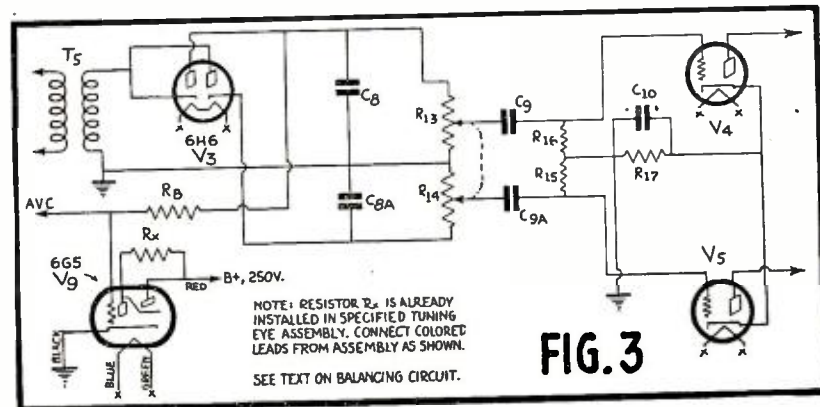 T5
6H6
V3
C8
R13
C9
C10
R16
V4
R17
R15
C8A
R14
C9A
AVC
RB
Rx
6G5
V9
RED
B+, 250V.
V5
BLACK
BLUE
GREEN
NOTE: RESISTOR Rx IS ALREADY
INSTALLED IN SPECIFIED TUNING
EYE ASSEMBLY. CONNECT COLORED
LEADS FROM ASSEMBLY AS SHOWN.
SEE TEXT ON BALANCING CIRCUIT.
FIG. 3
x
x
x
x
x
x
x
x